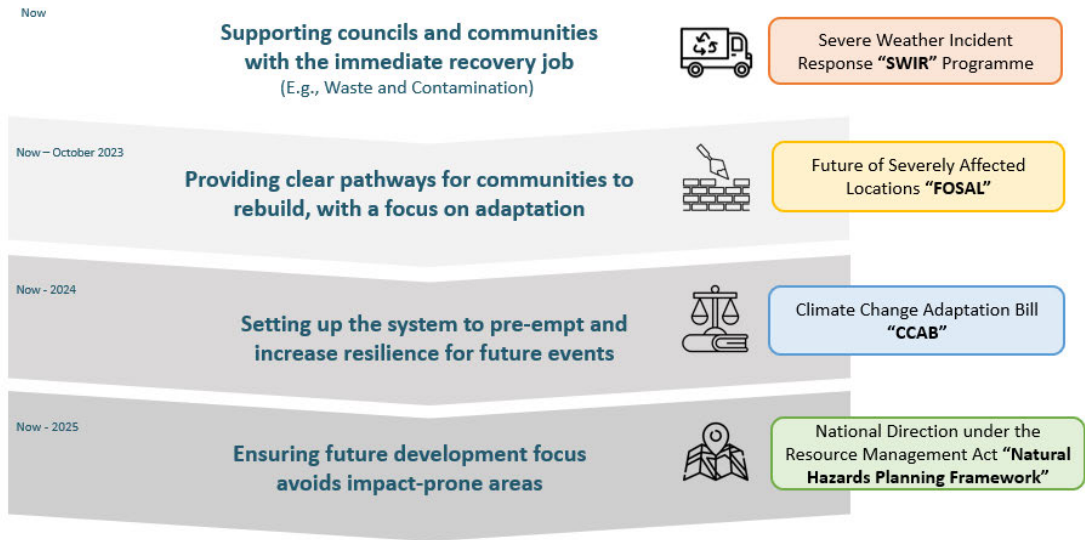 Now
Supporting councils and communities
with the immediate recovery job
(E.g., Waste and Contamination)
Severe Weather Incident
Response “SWIR” Programme
Now – October 2023
Providing clear pathways for communities to
rebuild, with a focus on adaptation
Future of Severely Affected
Locations “FOSAL”
Now - 2024
Setting up the system to pre-empt and
increase resilience for future events
Climate Change Adaptation Bill
“CCAB”
Now - 2025
Ensuring future development focus
avoids impact-prone areas
National Direction under the
Resource Management Act “Natural
Hazards Planning Framework”